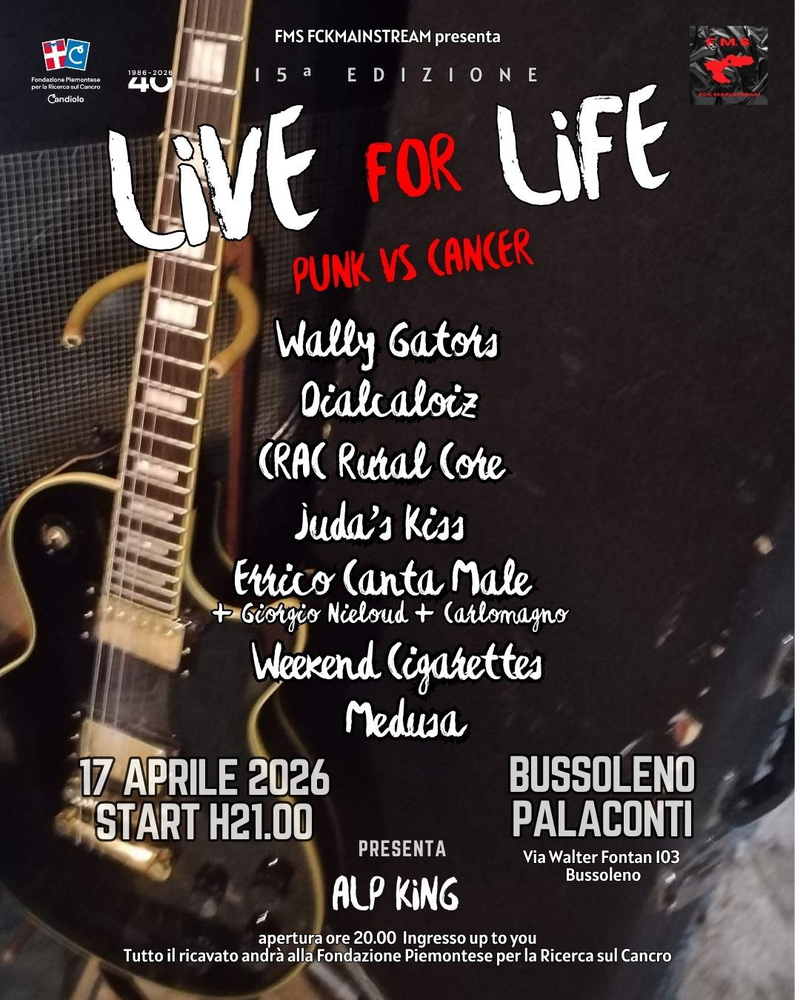 FMS FCKMAINSTREAM presenta
Fondazione Piemontese
per la Ricerca sul Cancro
Candiolo
1986-2026
40
F.M.S.
FCK MAINSTREAM
15ª EDIZIONE
LiVE FOR LiFE
PUNK VS CANCER
Wally Gators
Dialcaloiz
CRAC Rural Core
Juda's Kiss
Errico Canta Male
+ Giorgio Nieloud + Carlomagno
Weekend Cigarettes
Medusa
17 APRILE 2026
START H21.00
BUSSOLENO
PALACONTI
Via Walter Fontan 103
Bussoleno
PRESENTA
ALP KiNG
apertura ore 20.00 Ingresso up to you
Tutto il ricavato andrà alla Fondazione Piemontese per la Ricerca sul Cancro